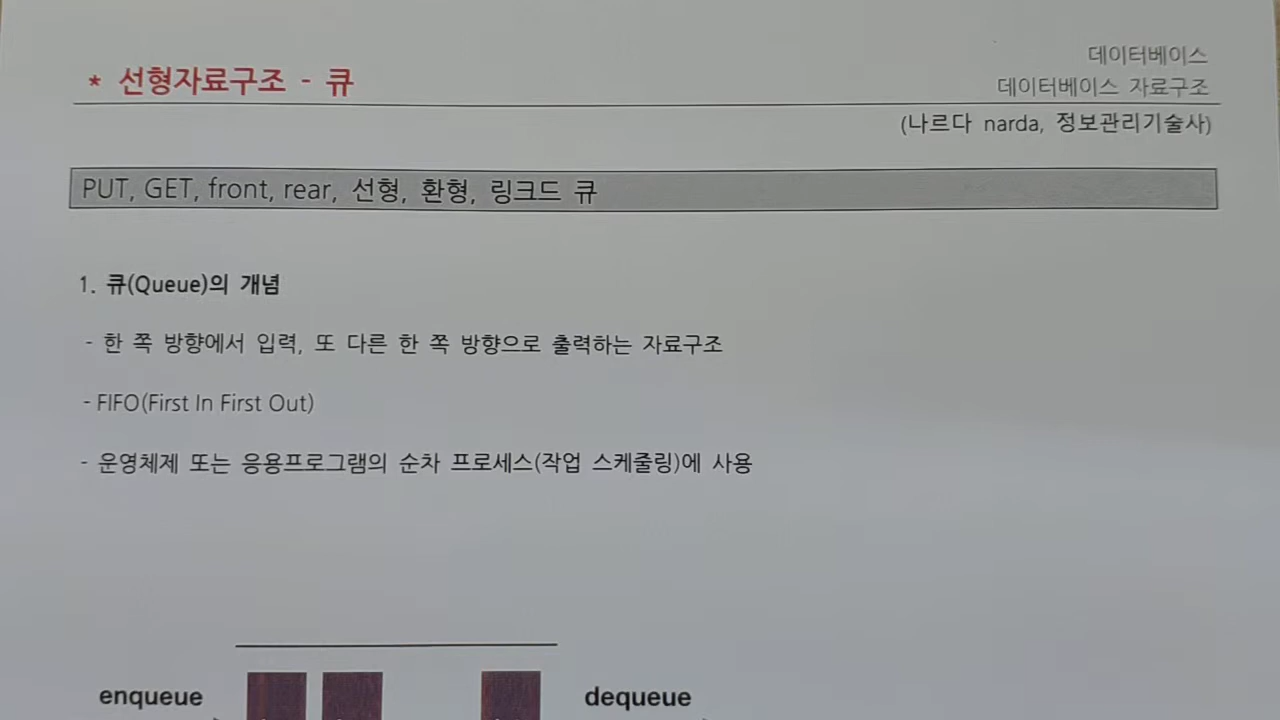 * 선형자료구조 - 큐
데이터베이스
데이터베이스 자료구조
(나르다 narda, 정보관리기술사)
PUT, GET, front, rear, 선형, 환형, 링크드 큐
1. 큐(Queue)의 개념
- 한 쪽 방향에서 입력, 또 다른 한 쪽 방향으로 출력하는 자료구조
- FIFO(First In First Out)
- 운영체제 또는 응용프로그램의 순차 프로세스(작업 스케줄링)에 사용
enqueue
dequeue